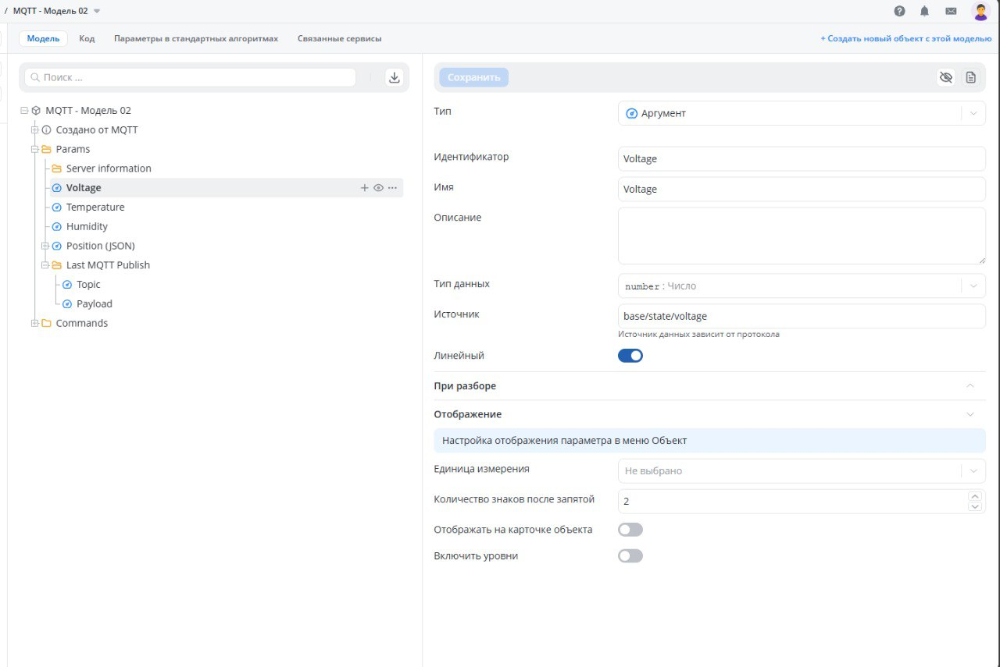 / MQTT - Модель 02
Модель Код Параметры в стандартных алгоритмах Связанные сервисы + Создать новый объект с этой моделью
Поиск ...
MQTT - Модель 02
Создано от MQTT
Params
Server information
Voltage
Temperature
Humidity
Position (JSON)
Last MQTT Publish
Topic
Payload
Commands
Сохранить
Тип Аргумент
Идентификатор Voltage
Имя Voltage
Описание
Тип данных number : Число
Источник base/state/voltage
Источник данных зависит от протокола
Линейный
При разборе
Отображение
Настройка отображения параметра в меню Объект
Единица измерения Не выбрано
Количество знаков после запятой 2
Отображать на карточке объекта
Включить уровни